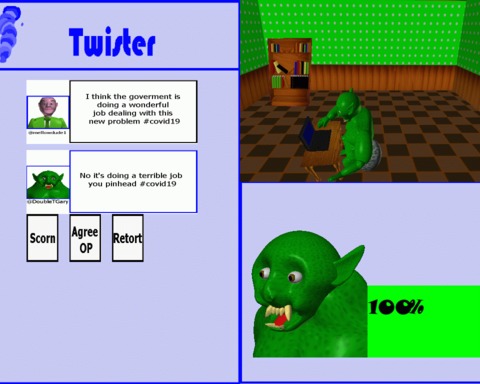 Twister
I think the goverment is
doing a wonderful
job dealing with this
new problem #covid19
No it's doing a terrible job
you pinhead #covid19
@DoubleTGary
Scorn
Agree
OP
Retort
100%